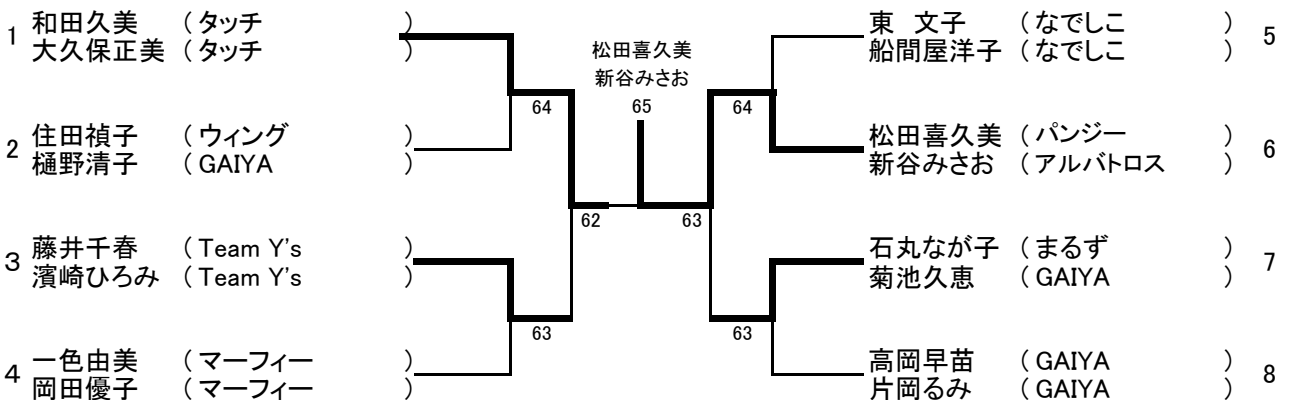 1 和田久美 (タッチ )
大久保正美 (タッチ )
2 住田禎子 (ウィング )
樋野清子 (GAIYA )
3 藤井千春 (Team Y's )
濱崎ひろみ (Team Y's )
4 一色由美 (マーフィー )
岡田優子 (マーフィー )
64
62
63
松田喜久美
新谷みさお
65
64
63
63
東 文子 (なでしこ ) 5
船間屋洋子 (なでしこ )
松田喜久美 (パンジー ) 6
新谷みさお (アルバトロス )
石丸なが子 (まるず ) 7
菊池久恵 (GAIYA )
高岡早苗 (GAIYA ) 8
片岡るみ (GAIYA )